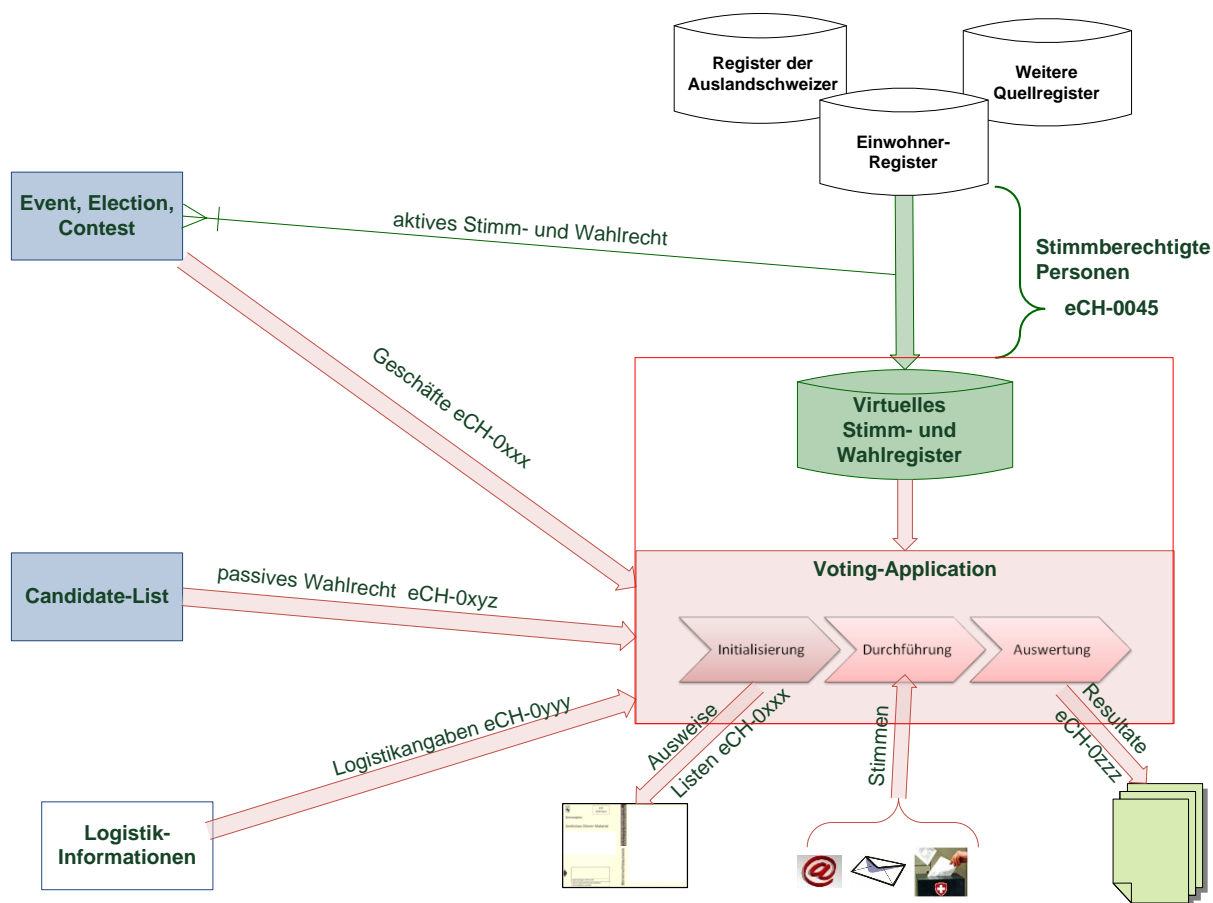 Register der
Auslandschweizer
Weitere
Quellregister
Einwohner-
Register
Event, Election,
Contest
aktives Stimm- und Wahlrecht
Stimmberechtigte
Personen
eCH-0045
Geschäfte eCH-0xxx
Virtuelles
Stimm- und
Wahlregister
Candidate-List
passives Wahlrecht eCH-0xyz
Voting-Application
Initialisierung
Durchführung
Auswertung
Logistikangaben eCH-0yyy
Ausweise
Listen eCH-0xxx
Stimmen
Resultate
eCH-0zzz
Logistik-
Informationen
@